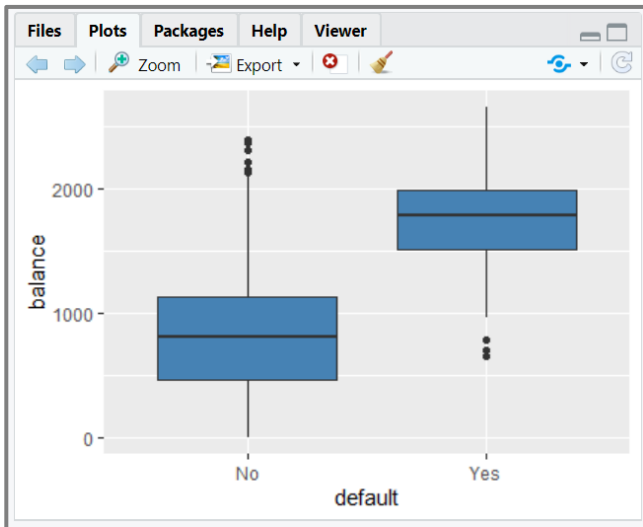 Files Plots Packages Help Viewer
Zoom Export
2000
1000
0
balance
No Yes
default